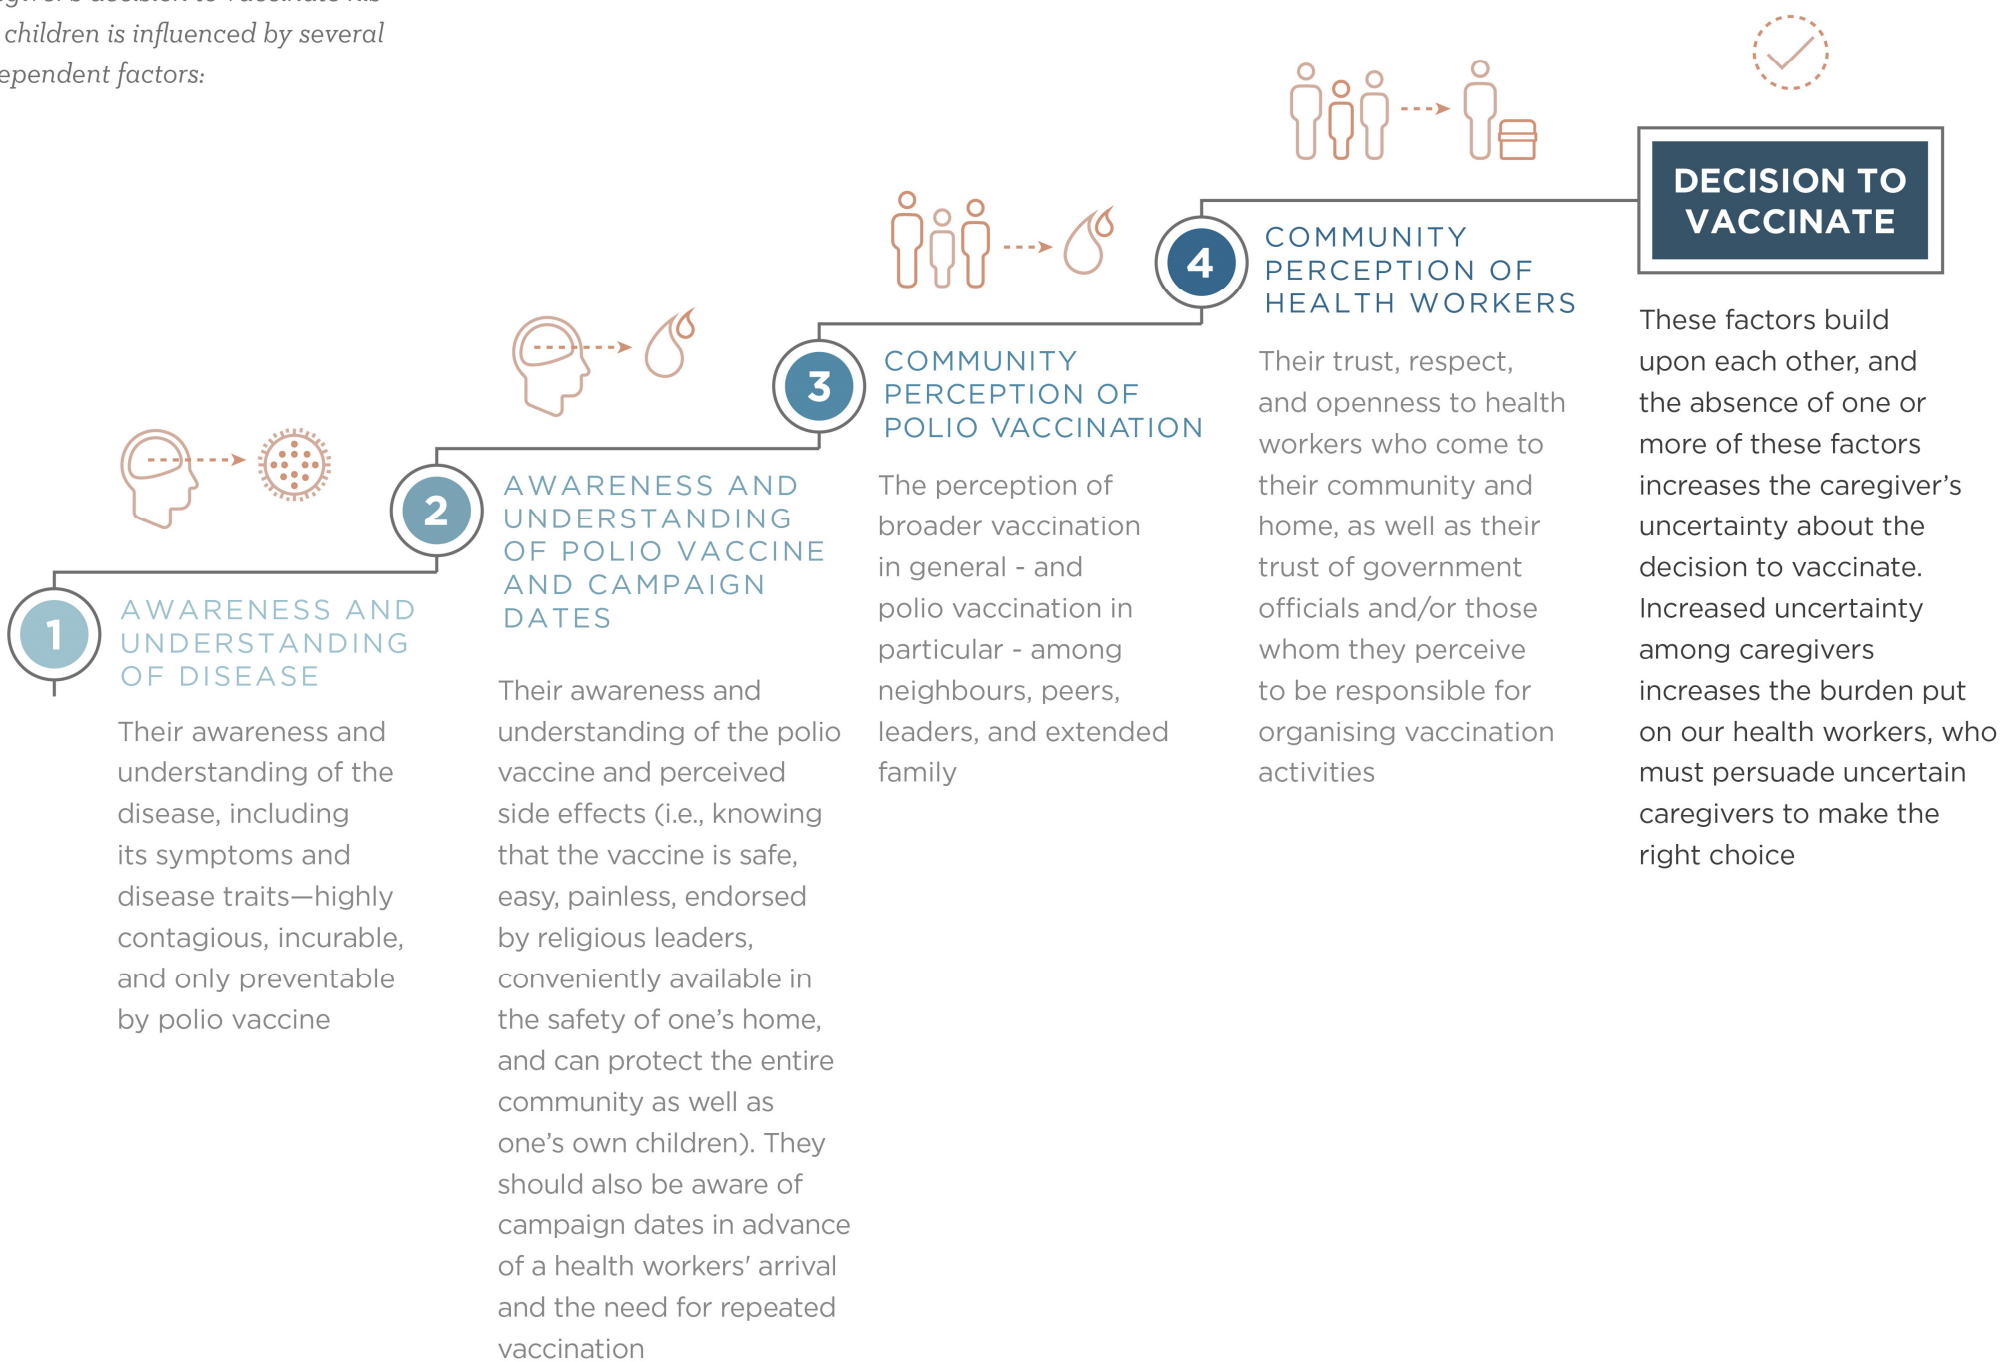 decision to vaccinate his
children is influenced by several
factors:
1
AWARENESS AND
UNDERSTANDING
OF DISEASE
Their awareness and
understanding of the
disease, including
its symptoms and
disease traits—highly
contagious, incurable,
and only preventable
by polio vaccine
2
AWARENESS AND
UNDERSTANDING
OF POLIO VACCINE
AND CAMPAIGN
DATES
Their awareness and
understanding of the polio
vaccine and perceived
side effects (i.e., knowing
that the vaccine is safe,
easy, painless, endorsed
by religious leaders,
conveniently available in
the safety of one’s home,
and can protect the entire
community as well as
one’s own children). They
should also be aware of
campaign dates in advance
of a health workers' arrival
and the need for repeated
vaccination
3
COMMUNITY
PERCEPTION OF
POLIO VACCINATION
The perception of
broader vaccination
in general - and
polio vaccination in
particular - among
neighbours, peers,
leaders, and extended
family
4
COMMUNITY
PERCEPTION OF
HEALTH WORKERS
Their trust, respect,
and openness to health
workers who come to
their community and
home, as well as their
trust of government
officials and/or those
whom they perceive
to be responsible for
organising vaccination
activities
DECISION TO
VACCINATE
These factors build
upon each other, and
the absence of one or
more of these factors
increases the caregiver’s
uncertainty about the
decision to vaccinate.
Increased uncertainty
among caregivers
increases the burden put
on our health workers, who
must persuade uncertain
caregivers to make the
right choice